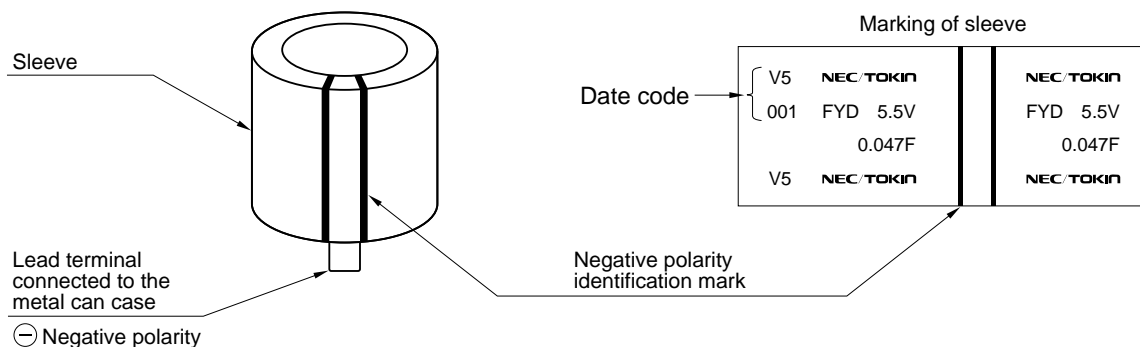 Sleeve
Lead terminal
connected to the
metal can case
⊖ Negative polarity
Negative polarity
identification mark
Date code
Marking of sleeve
V5 NEC/TOKIN NEC/TOKIN
001 FYD 5.5V FYD 5.5V
0.047F 0.047F
V5 NEC/TOKIN NEC/TOKIN